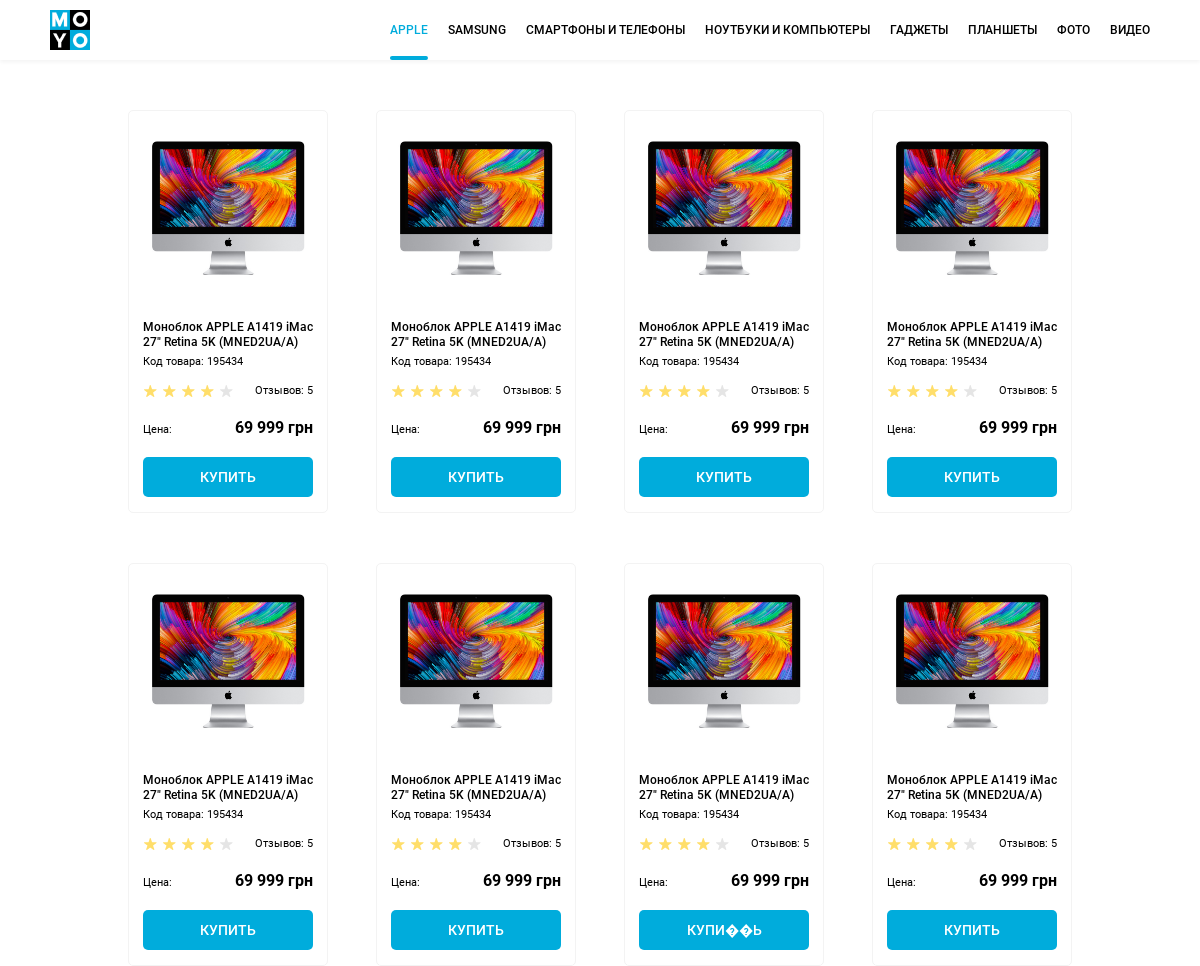 MO
YO
APPLE SAMSUNG СМАРТФОНЫ И ТЕЛЕФОНЫ НОУТБУКИ И КОМПЬЮТЕРЫ ГАДЖЕТЫ ПЛАНШЕТЫ ФОТО ВИДЕО
Моноблок APPLE A1419 iMac
27" Retina 5K (MNED2UA/A)
Код товара: 195434
Отзывов: 5
Цена: 69 999 грн
КУПИТЬ
Моноблок APPLE A1419 iMac
27" Retina 5K (MNED2UA/A)
Код товара: 195434
Отзывов: 5
Цена: 69 999 грн
КУПИТЬ
Моноблок APPLE A1419 iMac
27" Retina 5K (MNED2UA/A)
Код товара: 195434
Отзывов: 5
Цена: 69 999 грн
КУПИТЬ
Моноблок APPLE A1419 iMac
27" Retina 5K (MNED2UA/A)
Код товара: 195434
Отзывов: 5
Цена: 69 999 грн
КУПИТЬ
Моноблок APPLE A1419 iMac
27" Retina 5K (MNED2UA/A)
Код товара: 195434
Отзывов: 5
Цена: 69 999 грн
КУПИТЬ
Моноблок APPLE A1419 iMac
27" Retina 5K (MNED2UA/A)
Код товара: 195434
Отзывов: 5
Цена: 69 999 грн
КУПИТЬ
Моноблок APPLE A1419 iMac
27" Retina 5K (MNED2UA/A)
Код товара: 195434
Отзывов: 5
Цена: 69 999 грн
КУПИ��Ь
Моноблок APPLE A1419 iMac
27" Retina 5K (MNED2UA/A)
Код товара: 195434
Отзывов: 5
Цена: 69 999 грн
КУПИТЬ